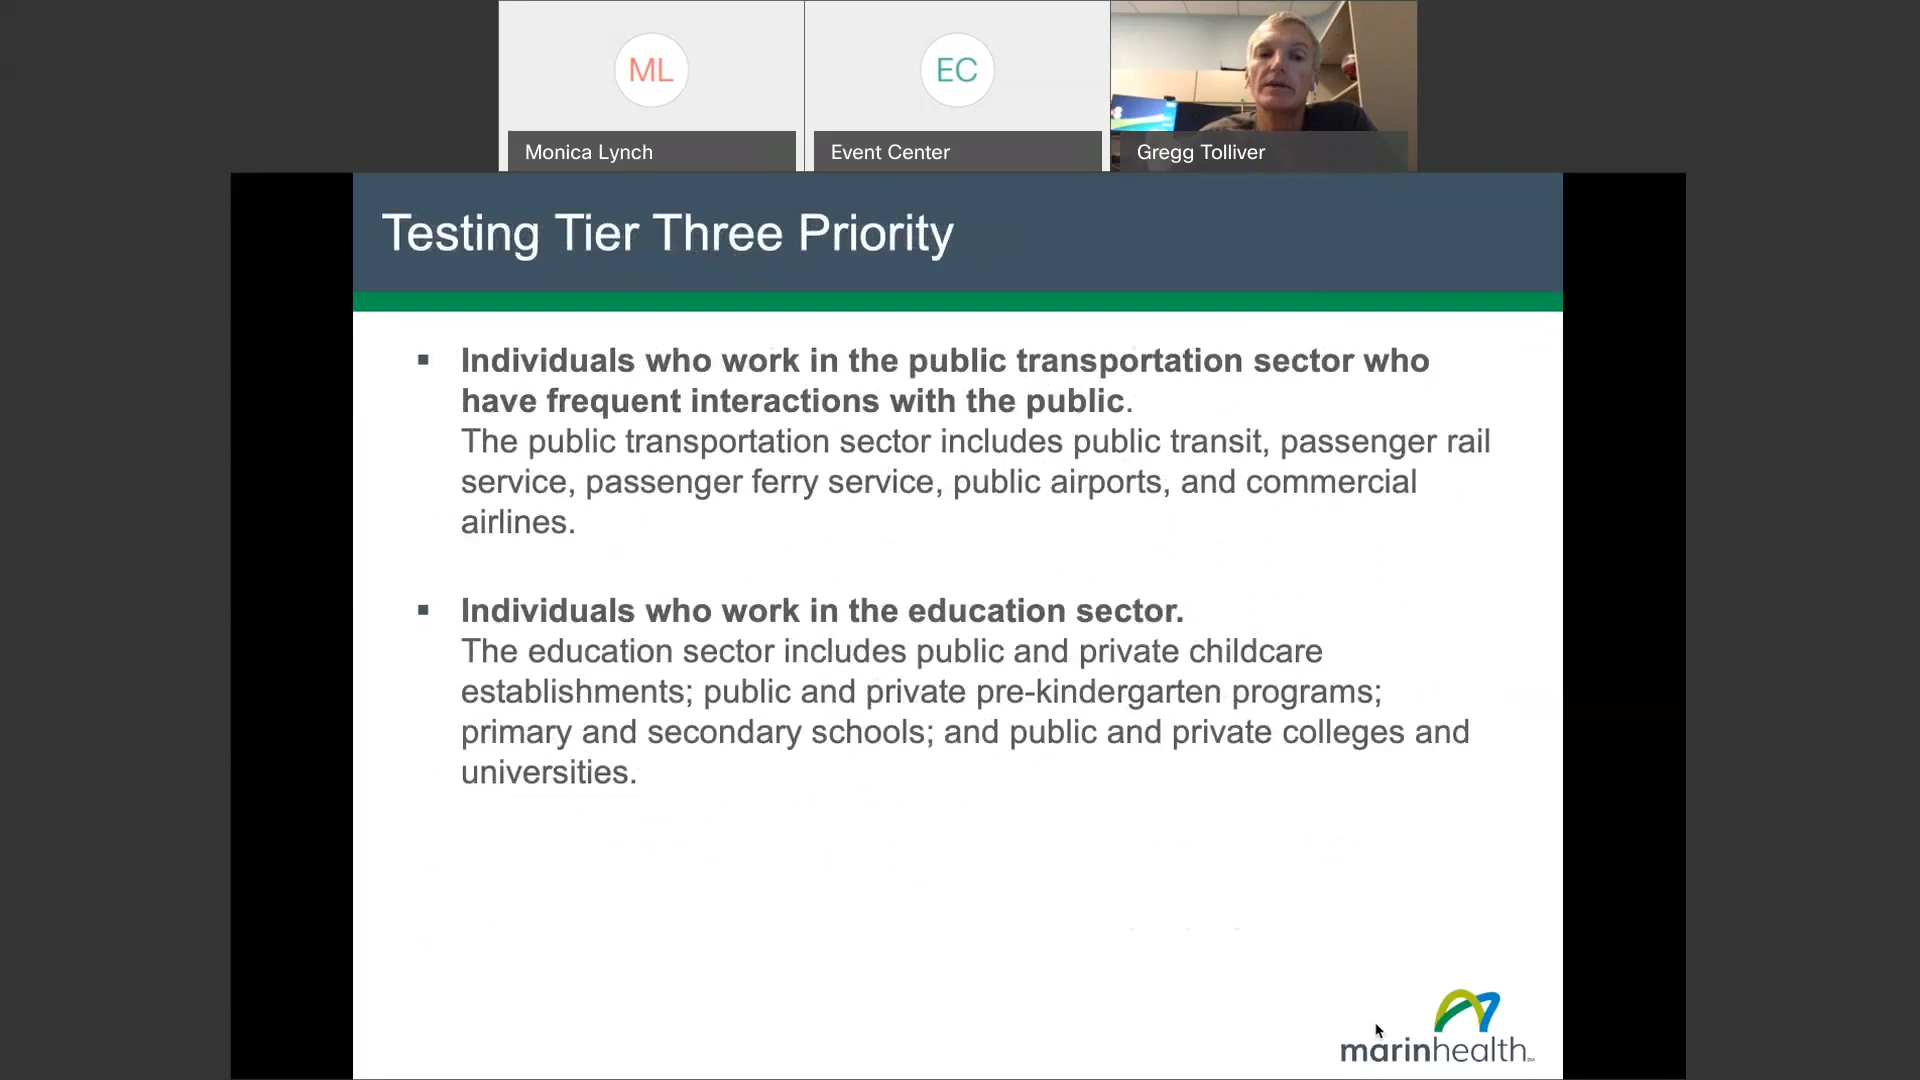 ML
EC
Monica Lynch
Event Center
Gregg Tolliver
Testing Tier Three Priority
▪ Individuals who work in the public transportation sector who
have frequent interactions with the public.
The public transportation sector includes public transit, passenger rail
service, passenger ferry service, public airports, and commercial
airlines.
▪ Individuals who work in the education sector.
The education sector includes public and private childcare
establishments; public and private pre-kindergarten programs;
primary and secondary schools; and public and private colleges and
universities.
marinhealth℠